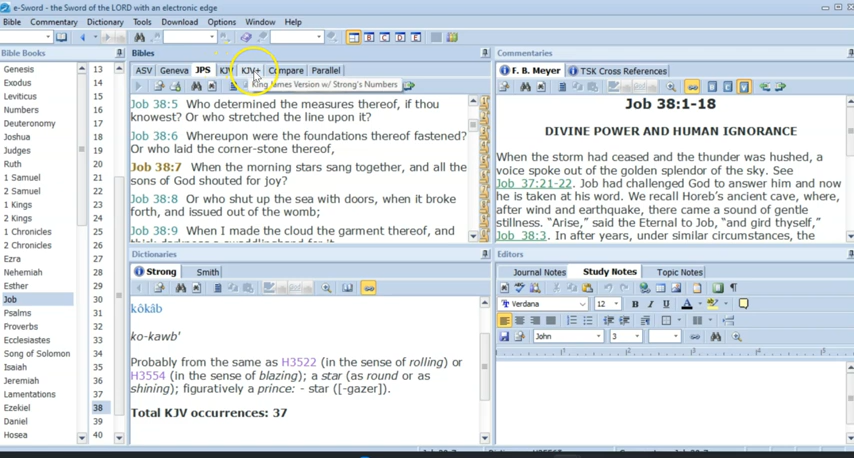 e-Sword - the Sword of the LORD with an electronic edge
Bible Commentary Dictionary Tools Download Options Window Help
B C D E
Bible Books
Genesis
Exodus
Leviticus
Numbers
Deuteronomy
Joshua
Judges
Ruth
1 Samuel
2 Samuel
1 Kings
2 Kings
1 Chronicles
2 Chronicles
Ezra
Nehemiah
Esther
Job
Psalms
Proverbs
Ecclesiastes
Song of Solomon
Isaiah
Jeremiah
Lamentations
Ezekiel
Daniel
Hosea
13
14
15
16
17
18
19
20
21
22
23
24
25
26
27
28
29
30
31
32
33
34
35
36
37
38
39
40
Bibles
ASV Geneva JPS KJV KJV+ Compare Parallel
King James Version w/ Strong's Numbers
Job 38:5 Who determined the measures thereof, if thou
knowest? Or who stretched the line upon it?
Job 38:6 Whereupon were the foundations thereof fastened?
Or who laid the corner-stone thereof,
Job 38:7 When the morning stars sang together, and all the
sons of God shouted for joy?
Job 38:8 Or who shut up the sea with doors, when it broke
forth, and issued out of the womb;
Job 38:9 When I made the cloud the garment thereof, and
Commentaries
F. B. Meyer TSK Cross References
Job 38:1-18
DIVINE POWER AND HUMAN IGNORANCE
When the storm had ceased and the thunder was hushed, a
voice spoke out of the golden splendor of the sky. See
Job 37:21-22. Job had challenged God to answer him and now
he is taken at his word. We recall Horeb's ancient cave, where,
after wind and earthquake, there came a sound of gentle
stillness. "Arise," said the Eternal to Job, "and gird thyself,"
Job 38:3. In after years, under similar circumstances, the
Dictionaries
Strong Smith
kôkâb
ko-kawb'
Probably from the same as H3522 (in the sense of rolling) or
H3554 (in the sense of blazing); a star (as round or as
shining); figuratively a prince: - star ([-gazer]).
Total KJV occurrences: 37
Editors
Journal Notes Study Notes Topic Notes
Verdana 12 B I U A
John 3